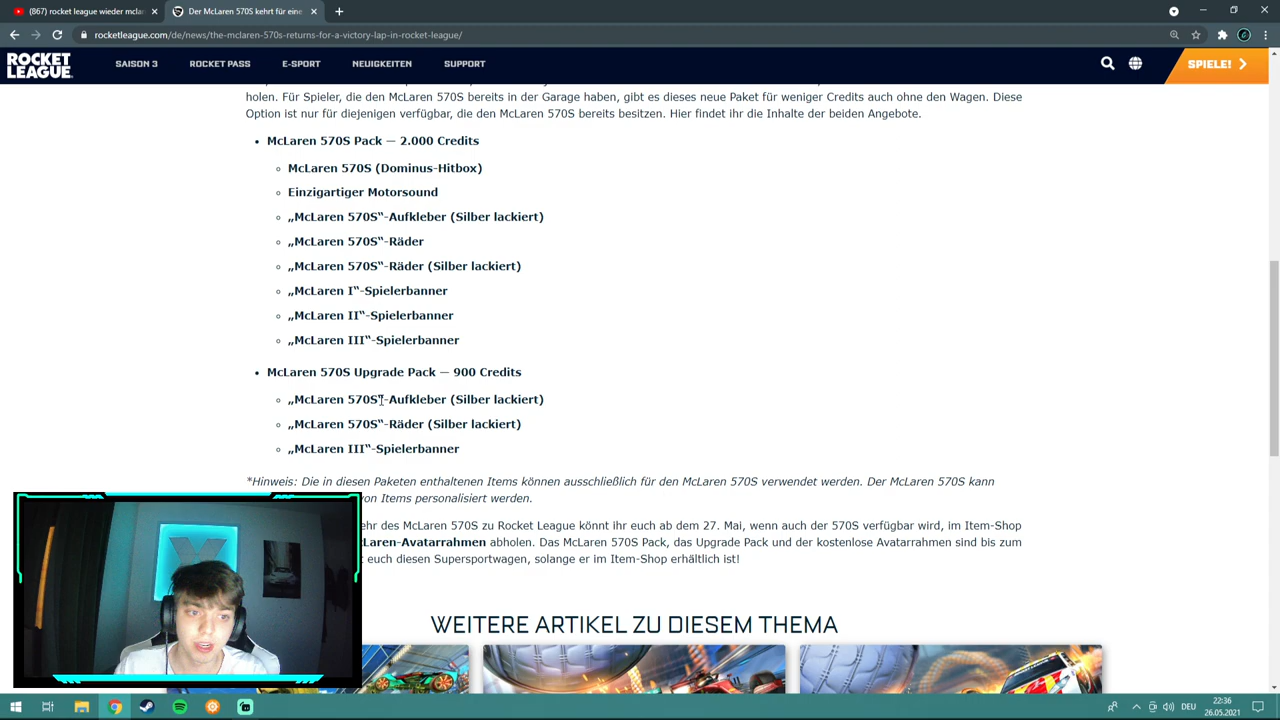 (867) rocket league wieder mclar
Der McLaren 570S kehrt für eine
rocketleague.com/de/news/the-mclaren-570s-returns-for-a-victory-lap-in-rocket-league/
ROCKET LEAGUE
SAISON 3
ROCKET PASS
E-SPORT
NEUIGKEITEN
SUPPORT
SPIELE!
holen. Für Spieler, die den McLaren 570S bereits in der Garage haben, gibt es dieses neue Paket für weniger Credits auch ohne den Wagen. Diese
Option ist nur für diejenigen verfügbar, die den McLaren 570S bereits besitzen. Hier findet ihr die Inhalte der beiden Angebote.
McLaren 570S Pack — 2.000 Credits
McLaren 570S (Dominus-Hitbox)
Einzigartiger Motorsound
„McLaren 570S“-Aufkleber (Silber lackiert)
„McLaren 570S“-Räder
„McLaren 570S“-Räder (Silber lackiert)
„McLaren I“-Spielerbanner
„McLaren II“-Spielerbanner
„McLaren III“-Spielerbanner
McLaren 570S Upgrade Pack — 900 Credits
„McLaren 570S“-Aufkleber (Silber lackiert)
„McLaren 570S“-Räder (Silber lackiert)
„McLaren III“-Spielerbanner
*Hinweis: Die in diesen Paketen enthaltenen Items können ausschließlich für den McLaren 570S verwendet werden. Der McLaren 570S kann
von Items personalisiert werden.
des McLaren 570S zu Rocket League könnt ihr euch ab dem 27. Mai, wenn auch der 570S verfügbar wird, im Item-Shop
Laren-Avatarrahmen abholen. Das McLaren 570S Pack, das Upgrade Pack und der kostenlose Avatarrahmen sind bis zum
euch diesen Supersportwagen, solange er im Item-Shop erhältlich ist!
WEITERE ARTIKEL ZU DIESEM THEMA
DEU
22:36
26.05.2021